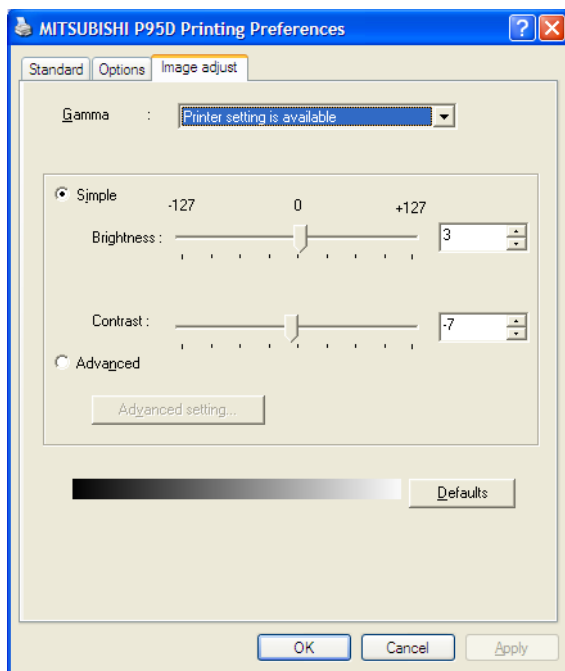 MITSUBISHI P95D Printing Preferences
Standard Options Image adjust
Gamma : Printer setting is available
Simple
-127 0 +127
Brightness : 3
Contrast : -7
Advanced
Advanced setting...
Defaults
OK Cancel Apply